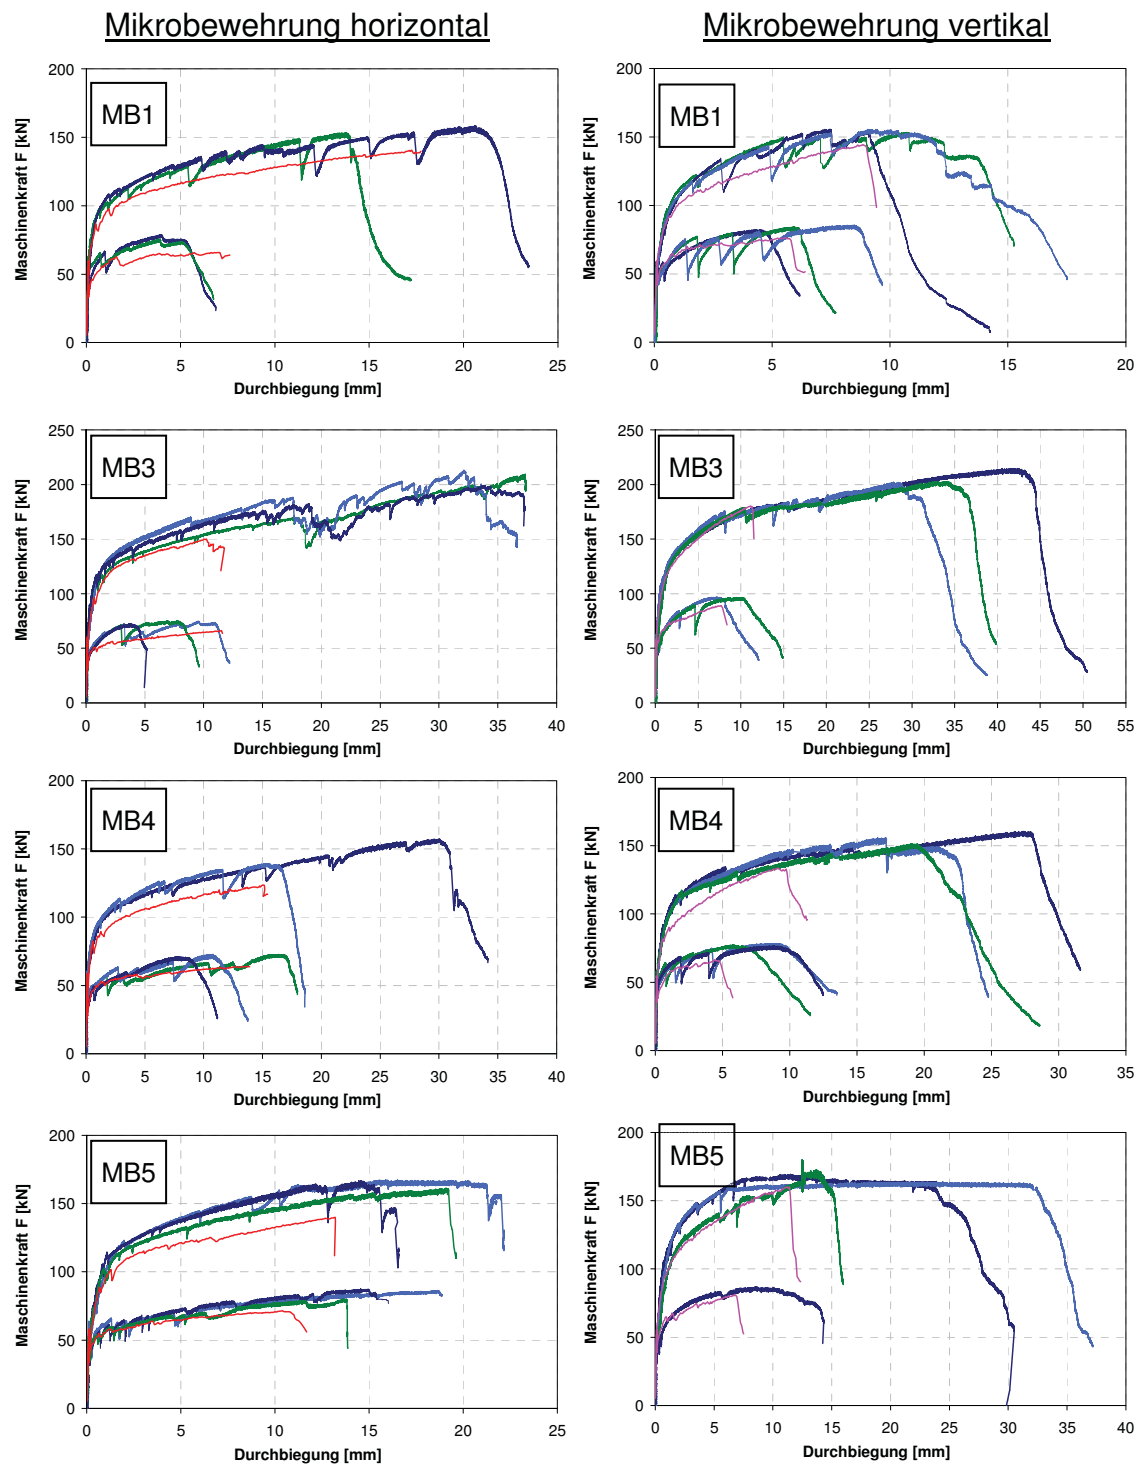 Mikrobewehrung horizontal
Mikrobewehrung vertikal
MB1
Maschinenkraft F [kN]
200
150
100
50
0
0 5 10 15 20 25
Durchbiegung [mm]
MB1
Maschinenkraft F [kN]
200
150
100
50
0
0 5 10 15 20
Durchbiegung [mm]
MB3
Maschinenkraft F [kN]
250
200
150
100
50
0
0 5 10 15 20 20 30 35 40
Durchbiegung [mm]
MB3
Maschinenkraft F [kN]
250
200
150
100
50
0
0 5 10 15 20 25 30 35 40 45 50 55
Durchbiegung [mm]
MB4
Maschinenkraft F [kN]
200
150
100
50
0
0 5 10 15 20 25 30 35 40
Durchbiegung [mm]
MB4
Maschinenkraft F [kN]
200
150
100
50
0
0 5 10 15 20 25 30 35
Durchbiegung [mm]
MB5
Maschinenkraft F [kN]
200
150
100
50
0
0 5 10 15 20 25
Durchbiegung [mm]
MB5
Maschinenkraft F [kN]
200
150
100
50
0
0 5 10 15 20 25 30 35 40
Durchbiegung [mm]